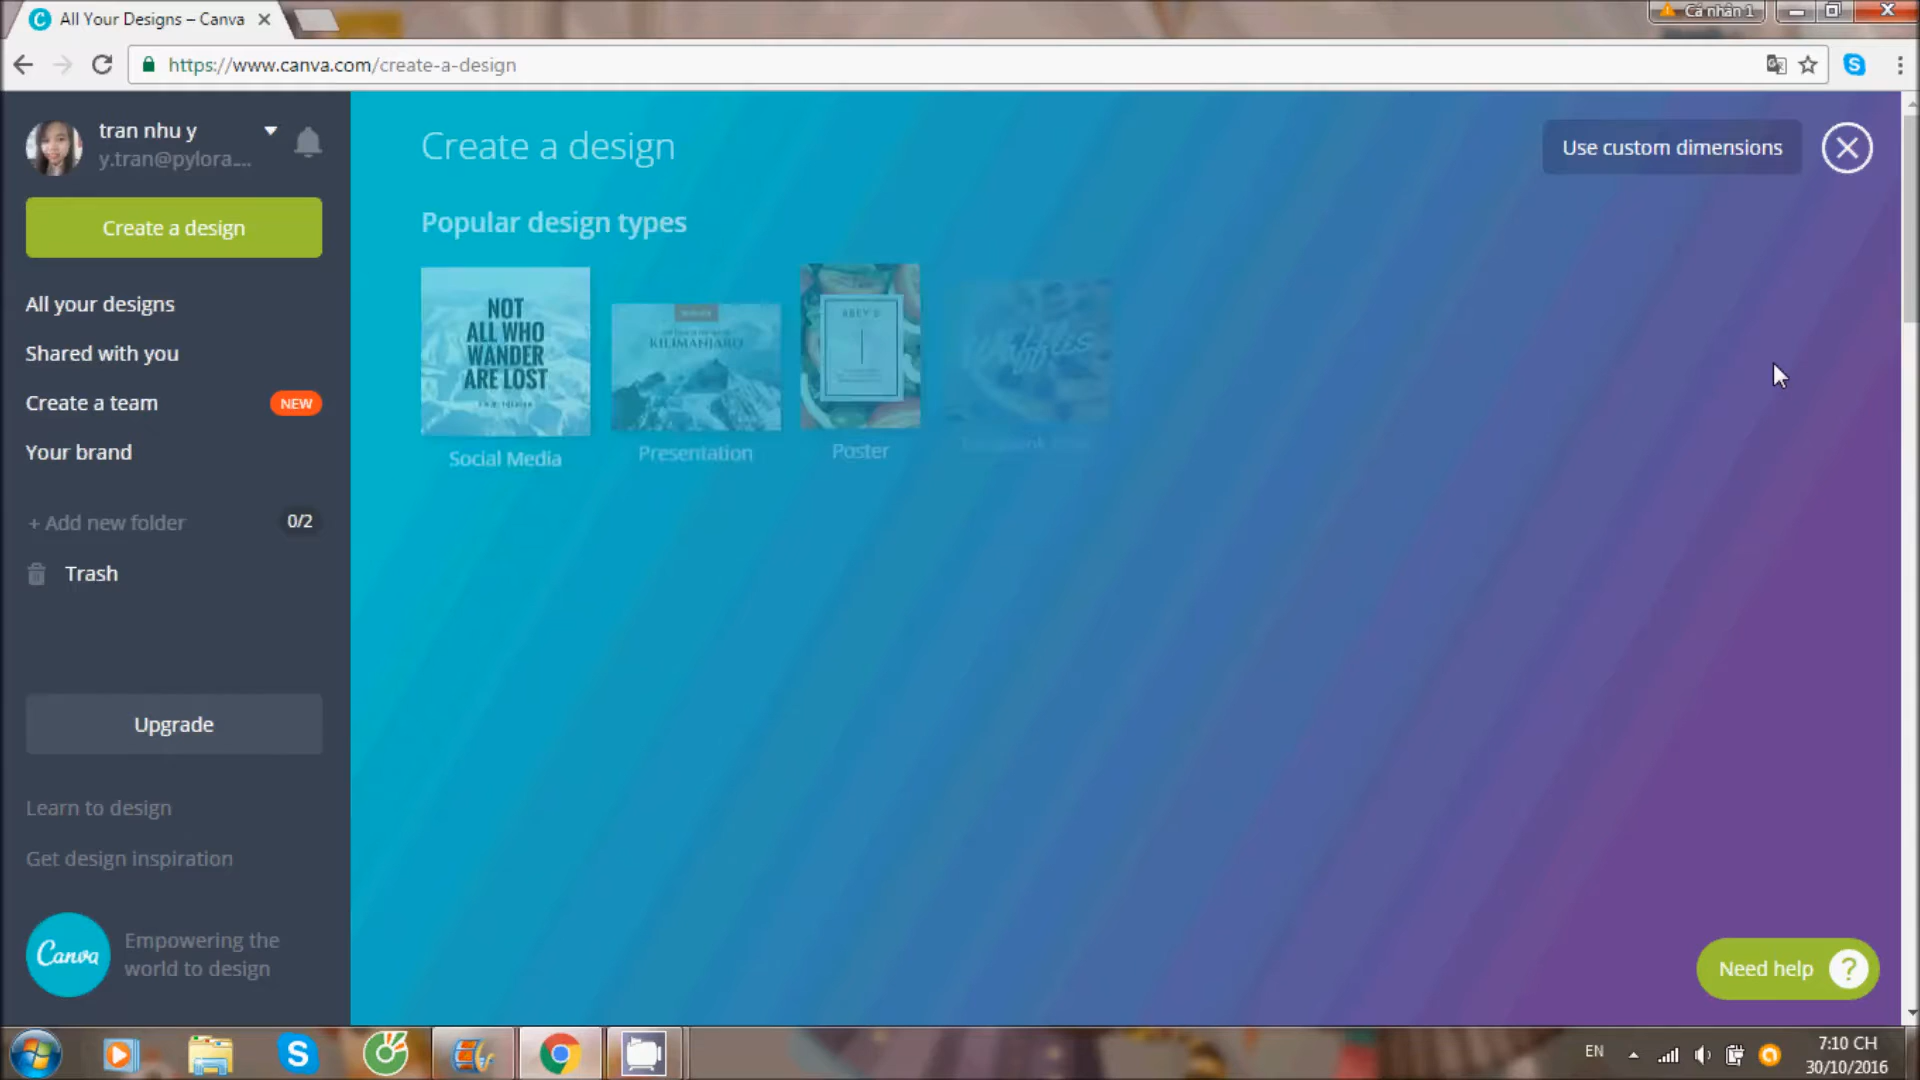 All Your Designs – Canva
Cá nhân 1
https://www.canva.com/create-a-design
tran nhu y
y.tran@pylora....
Create a design
All your designs
Shared with you
Create a team
NEW
Your brand
+ Add new folder
0/2
Trash
Upgrade
Learn to design
Get design inspiration
Canva
Empowering the
world to design
Create a design
Use custom dimensions
Popular design types
NOT
ALL WHO
WANDER
ARE LOST
KILIMANJARO
ABBY'S
Waffles
Social Media
Presentation
Poster
Need help
?
EN
7:10 CH
30/10/2016